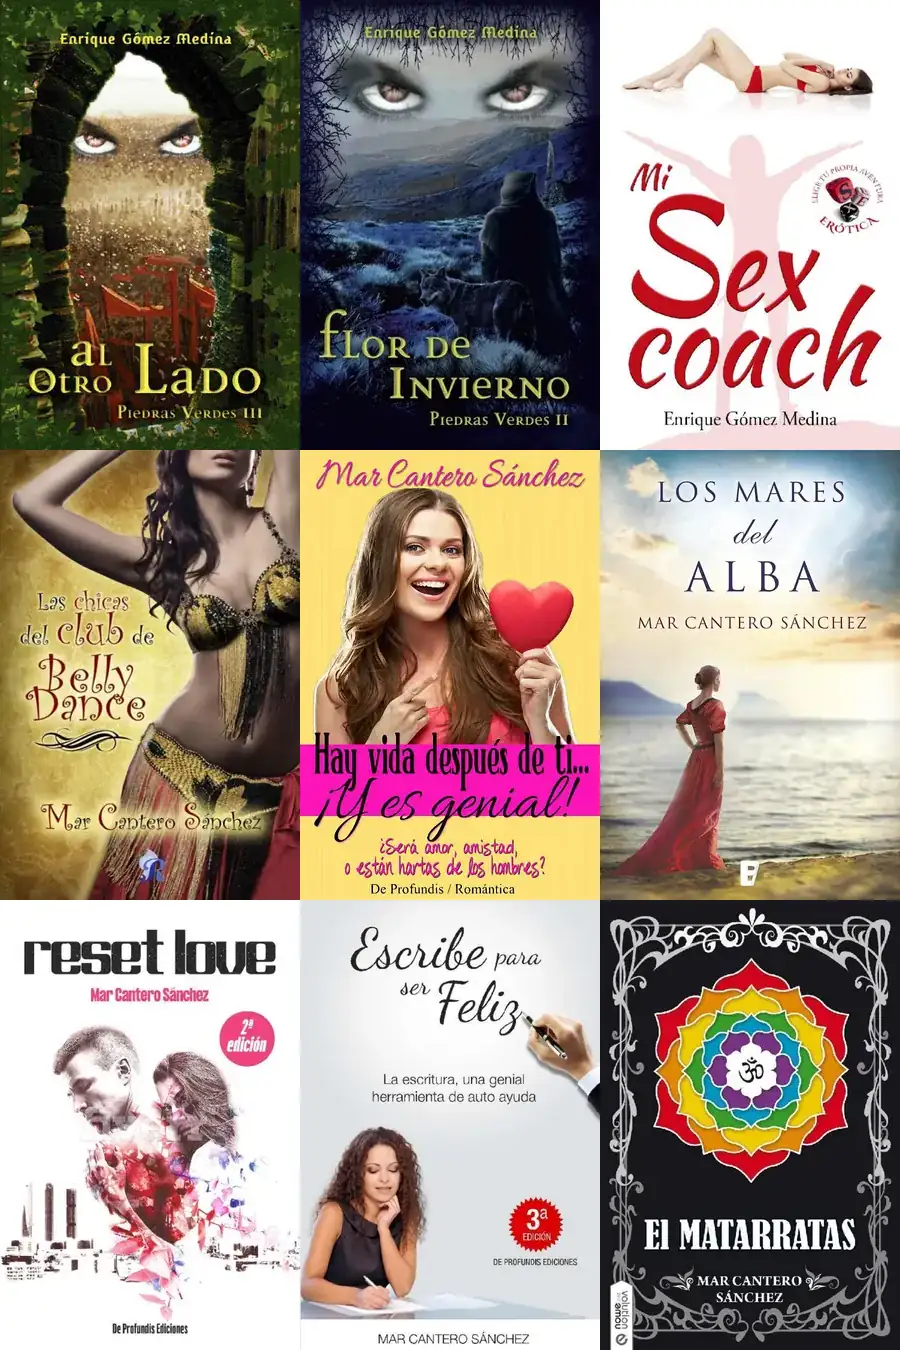 Enrique Gómez Medina
al
Otro Lado
Piedras Verdes III
Enrique Gómez Medina
flor de
Invierno
Piedras Verdes II
Mi
Sex
coach
ELIGE TU PROPIA AVENTURA
ERÓTICA
Enrique Gómez Medina
Las chicas
del club de
Belly
Dance
Mar Cantero Sánchez
Mar Cantero Sánchez
Hay vida después de ti...
¡Y es genial!
¿Será amor, amistad,
o están hartas de los hombres?
De Profundis / Romántica
LOS MARES
del
ALBA
MAR CANTERO SÁNCHEZ
B
reset love
Mar Cantero Sánchez
2ª
edición
De Profundis Ediciones
Escribe para
ser Feliz
La escritura, una genial
herramienta de auto ayuda
3ª
EDICIÓN
DE PROFUNDIS EDICIONES
MAR CANTERO SÁNCHEZ
ॐ
El MATARRATAS
MAR CANTERO
SÁNCHEZ